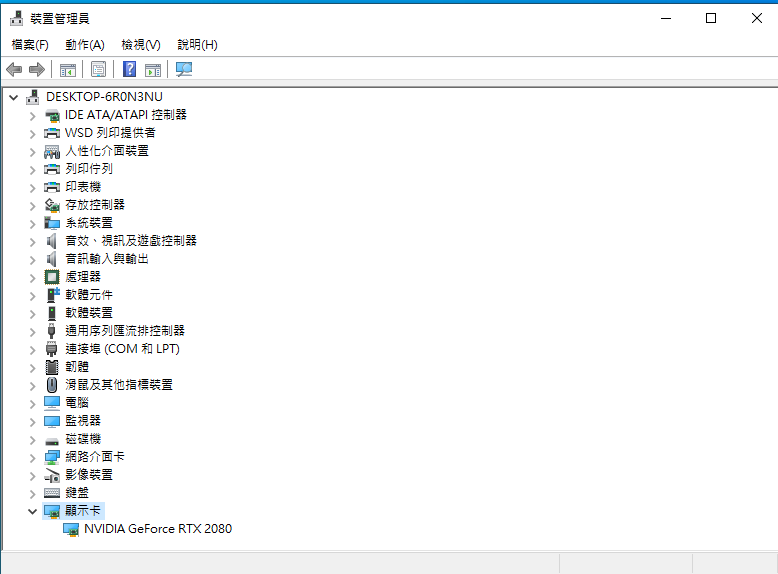 裝置管理員
檔案(F) 動作(A) 檢視(V) 說明(H)
DESKTOP-6R0N3NU
IDE ATA/ATAPI 控制器
WSD 列印提供者
人性化介面裝置
列印佇列
印表機
存放控制器
系統裝置
音效、視訊及遊戲控制器
音訊輸入與輸出
處理器
軟體元件
軟體裝置
通用序列匯流排控制器
連接埠 (COM 和 LPT)
韌體
滑鼠及其他指標裝置
電腦
監視器
磁碟機
網路介面卡
影像裝置
鍵盤
顯示卡
NVIDIA GeForce RTX 2080